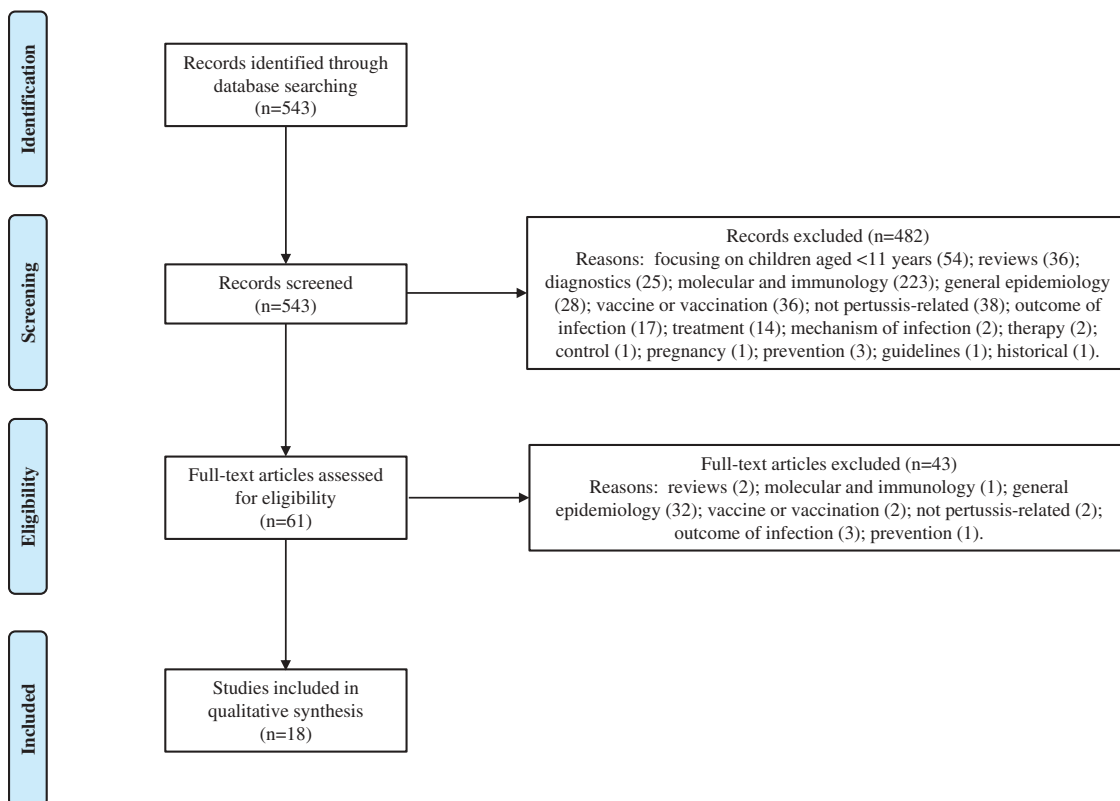 Identification
Records identified through
database searching
(n=543)
Screening
Records screened
(n=543)
Records excluded (n=482)
Reasons: focusing on children aged <11 years (54); reviews (36);
diagnostics (25); molecular and immunology (223); general epidemiology
(28); vaccine or vaccination (36); not pertussis-related (38); outcome of
infection (17); treatment (14); mechanism of infection (2); therapy (2);
control (1); pregnancy (1); prevention (3); guidelines (1); historical (1).
Eligibility
Full-text articles assessed
for eligibility
(n=61)
Full-text articles excluded (n=43)
Reasons: reviews (2); molecular and immunology (1); general
epidemiology (32); vaccine or vaccination (2); not pertussis-related (2);
outcome of infection (3); prevention (1).
Included
Studies included in
qualitative synthesis
(n=18)